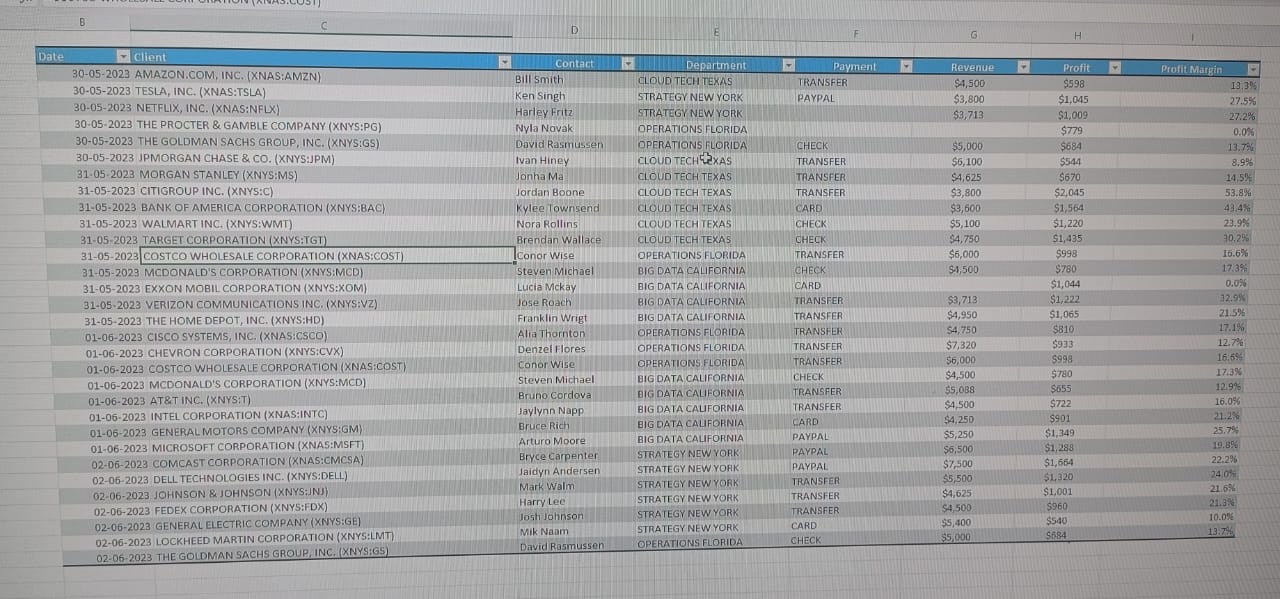 B C D E F G H I
Date Client Contact Department Payment Revenue Profit Profit Margin
30-05-2023 AMAZON.COM, INC. (XNAS:AMZN) Bill Smith CLOUD TECH TEXAS TRANSFER $4,500 $598 13.3%
30-05-2023 TESLA, INC. (XNAS:TSLA) Ken Singh STRATEGY NEW YORK PAYPAL $3,800 $1,045 27.5%
30-05-2023 NETFLIX, INC. (XNAS:NFLX) Harley Fritz STRATEGY NEW YORK $3,713 $1,009 27.2%
30-05-2023 THE PROCTER & GAMBLE COMPANY (XNYS:PG) Nyla Novak OPERATIONS FLORIDA $779 0.0%
30-05-2023 THE GOLDMAN SACHS GROUP, INC. (XNYS:GS) David Rasmussen OPERATIONS FLORIDA CHECK $5,000 $684 13.7%
30-05-2023 JPMORGAN CHASE & CO. (XNYS:JPM) Ivan Hiney CLOUD TECH TEXAS TRANSFER $6,100 $544 8.9%
31-05-2023 MORGAN STANLEY (XNYS:MS) Jonha Ma CLOUD TECH TEXAS TRANSFER $4,625 $670 14.5%
31-05-2023 CITIGROUP INC. (XNYS:C) Jordan Boone CLOUD TECH TEXAS TRANSFER $3,800 $2,045 53.8%
31-05-2023 BANK OF AMERICA CORPORATION (XNYS:BAC) Kylee Townsend CLOUD TECH TEXAS CARD $3,600 $1,564 43.4%
31-05-2023 WALMART INC. (XNYS:WMT) Nora Rollins CLOUD TECH TEXAS CHECK $5,100 $1,220 23.9%
31-05-2023 TARGET CORPORATION (XNYS:TGT) Brendan Wallace CLOUD TECH TEXAS CHECK $4,750 $1,435 30.2%
31-05-2023 COSTCO WHOLESALE CORPORATION (XNAS:COST) Conor Wise OPERATIONS FLORIDA TRANSFER $6,000 $998 16.6%
31-05-2023 MCDONALD'S CORPORATION (XNYS:MCD) Steven Michael BIG DATA CALIFORNIA CHECK $4,500 $780 17.3%
31-05-2023 EXXON MOBIL CORPORATION (XNYS:XOM) Lucia Mckay BIG DATA CALIFORNIA CARD $1,044 0.0%
31-05-2023 VERIZON COMMUNICATIONS INC. (XNYS:VZ) Jose Roach BIG DATA CALIFORNIA TRANSFER $3,713 $1,222 32.9%
31-05-2023 THE HOME DEPOT, INC. (XNYS:HD) Franklin Wrigt BIG DATA CALIFORNIA TRANSFER $4,950 $1,065 21.5%
01-06-2023 CISCO SYSTEMS, INC. (XNAS:CSCO) Alia Thornton OPERATIONS FLORIDA TRANSFER $4,750 $810 17.1%
01-06-2023 CHEVRON CORPORATION (XNYS:CVX) Denzel Flores OPERATIONS FLORIDA TRANSFER $7,320 $933 12.7%
01-06-2023 COSTCO WHOLESALE CORPORATION (XNAS:COST) Conor Wise OPERATIONS FLORIDA TRANSFER $6,000 $998 16.6%
01-06-2023 MCDONALD'S CORPORATION (XNYS:MCD) Steven Michael BIG DATA CALIFORNIA CHECK $4,500 $780 17.3%
01-06-2023 AT&T INC. (XNYS:T) Bruno Cordova BIG DATA CALIFORNIA TRANSFER $5,088 $655 12.9%
01-06-2023 INTEL CORPORATION (XNAS:INTC) Jaylynn Napp BIG DATA CALIFORNIA TRANSFER $4,500 $722 16.0%
01-06-2023 GENERAL MOTORS COMPANY (XNYS:GM) Bruce Rich BIG DATA CALIFORNIA CARD $4,250 $901 21.2%
01-06-2023 MICROSOFT CORPORATION (XNAS:MSFT) Arturo Moore BIG DATA CALIFORNIA PAYPAL $5,250 $1,349 25.7%
02-06-2023 COMCAST CORPORATION (XNAS:CMCSA) Bryce Carpenter STRATEGY NEW YORK PAYPAL $6,500 $1,288 19.8%
02-06-2023 DELL TECHNOLOGIES INC. (XNYS:DELL) Jaidyn Andersen STRATEGY NEW YORK PAYPAL $7,500 $1,664 22.2%
02-06-2023 JOHNSON & JOHNSON (XNYS:JNJ) Mark Walm STRATEGY NEW YORK TRANSFER $5,500 $1,320 24.0%
02-06-2023 FEDEX CORPORATION (XNYS:FDX) Harry Lee STRATEGY NEW YORK TRANSFER $4,625 $1,001 21.6%
02-06-2023 GENERAL ELECTRIC COMPANY (XNYS:GE) Josh Johnson STRATEGY NEW YORK TRANSFER $4,500 $960 21.3%
02-06-2023 LOCKHEED MARTIN CORPORATION (XNYS:LMT) Mik Naam STRATEGY NEW YORK CARD $5,400 $540 10.0%
02-06-2023 THE GOLDMAN SACHS GROUP, INC. (XNYS:GS) David Rasmussen OPERATIONS FLORIDA CHECK $5,000 $684 13.7%